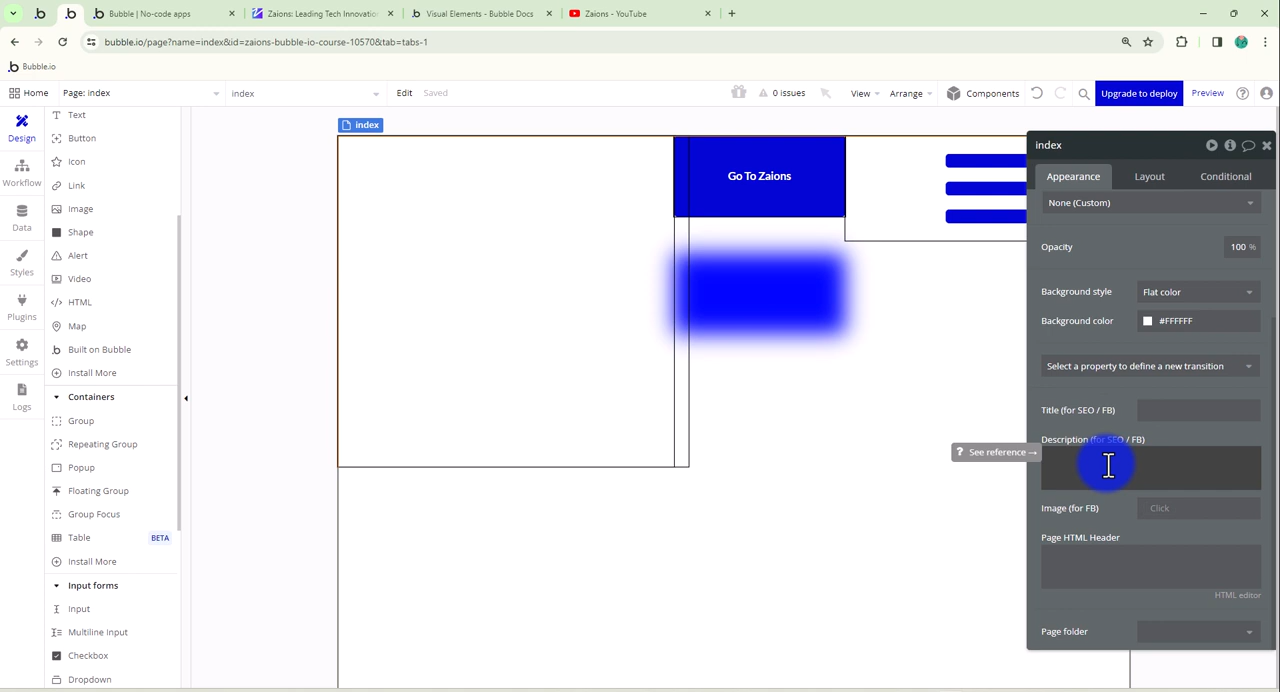 Bubble | No-code apps
Zaions: Leading Tech Innovatio
Visual Elements - Bubble Docs
Zaions - YouTube
bubble.io/page?name=index&id=zaions-bubble-io-course-10570&tab=tabs-1
Bubble.io
Home
Page: index
index
Edit
Saved
0 issues
View
Arrange
Components
Upgrade to deploy
Preview
Design
Workflow
Data
Styles
Plugins
Settings
Logs
Text
Button
Icon
Link
Image
Shape
Alert
Video
HTML
Map
Built on Bubble
Install More
Containers
Group
Repeating Group
Popup
Floating Group
Group Focus
Table BETA
Install More
Input forms
Input
Multiline Input
Checkbox
Dropdown
index
Go To Zaions
index
Appearance
Layout
Conditional
None (Custom)
Opacity 100 %
Background style Flat color
Background color #FFFFFF
Select a property to define a new transition
Title (for SEO / FB)
Description (for SEO / FB)
? See reference →
Image (for FB) Click
Page HTML Header
HTML editor
Page folder